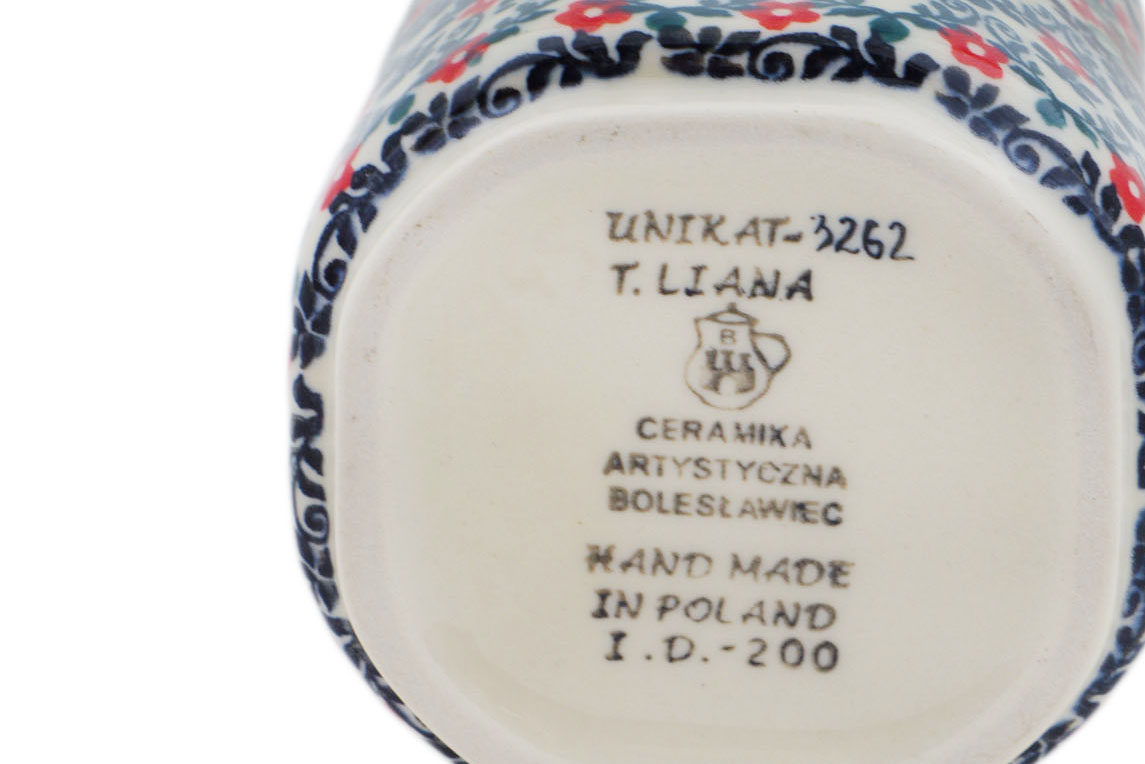 UNIKAT-3262
T. LIANA
B
CERAMIKA
ARTYSTYCZNA
BOLESŁAWIEC
HAND MADE
IN POLAND
I.D.-200